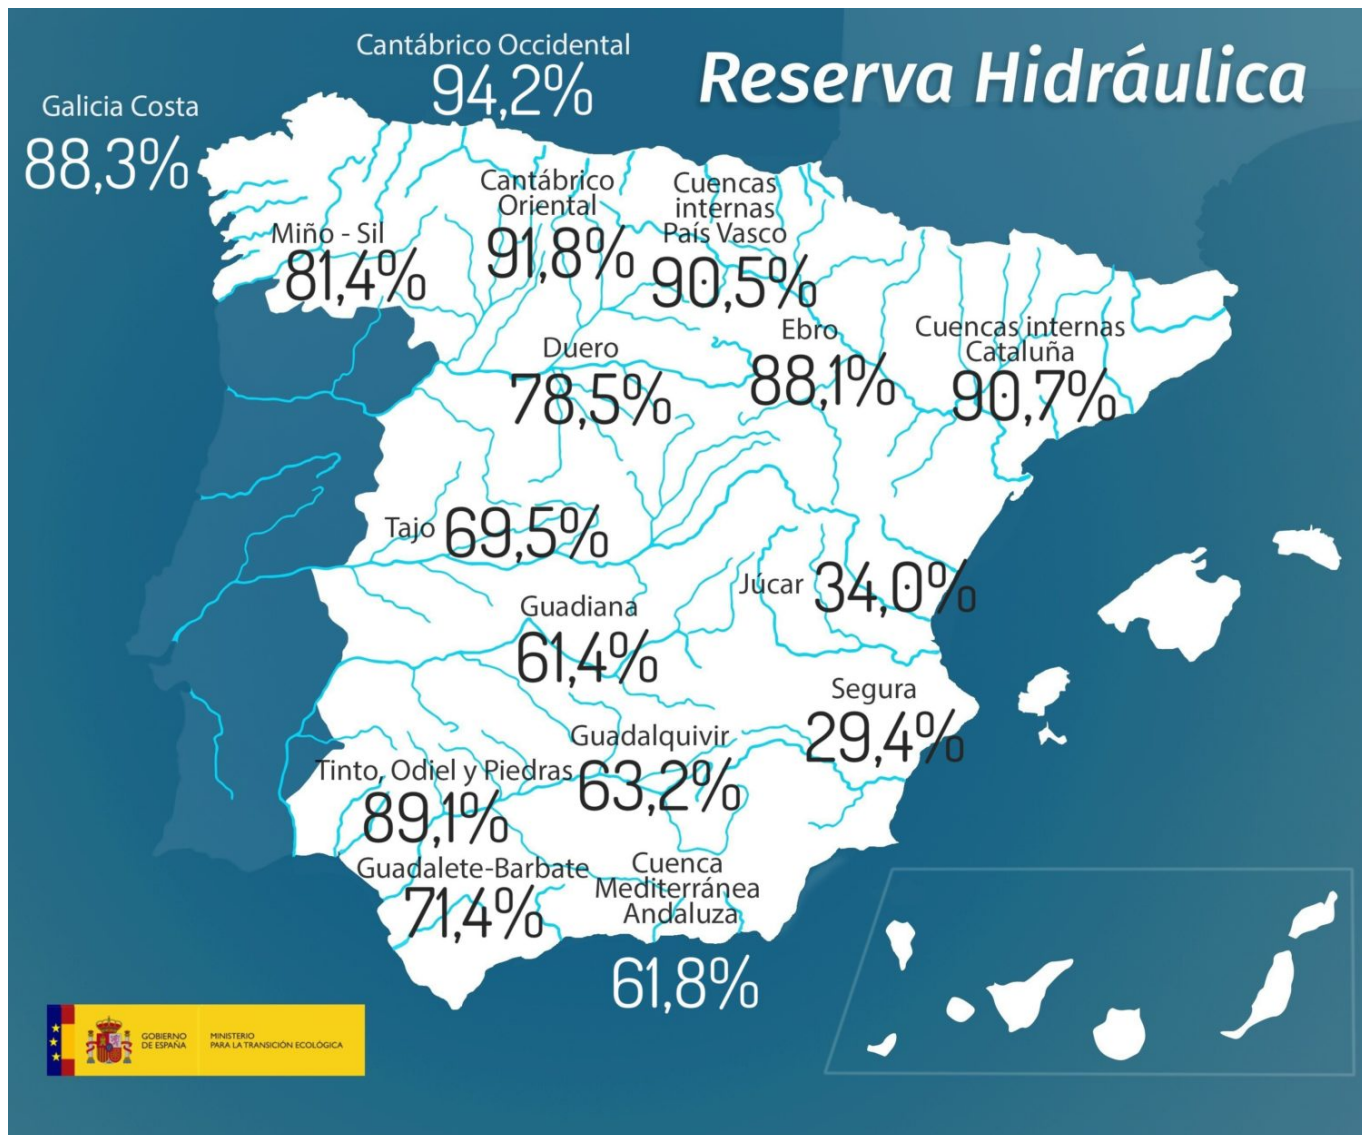 Cantábrico Occidental
94,2%
Reserva Hidráulica
Galicia Costa
88,3%
Cantábrico
Oriental
91,8%
Cuencas
internas
País Vasco
90,5%
Miño - Sil
81,4%
Ebro
88,1%
Cuencas internas
Cataluña
90,7%
Duero
78,5%
Tajo 69,5%
Júcar 34,0%
Guadiana
61,4%
Segura
29,4%
Guadalquivir
63,2%
Tinto, Odiel y Piedras
89,1%
Guadalete-Barbate
71,4%
Cuenca
Mediterránea
Andaluza
61,8%
GOBIERNO
DE ESPAÑA
MINISTERIO
PARA LA TRANSICIÓN ECOLÓGICA